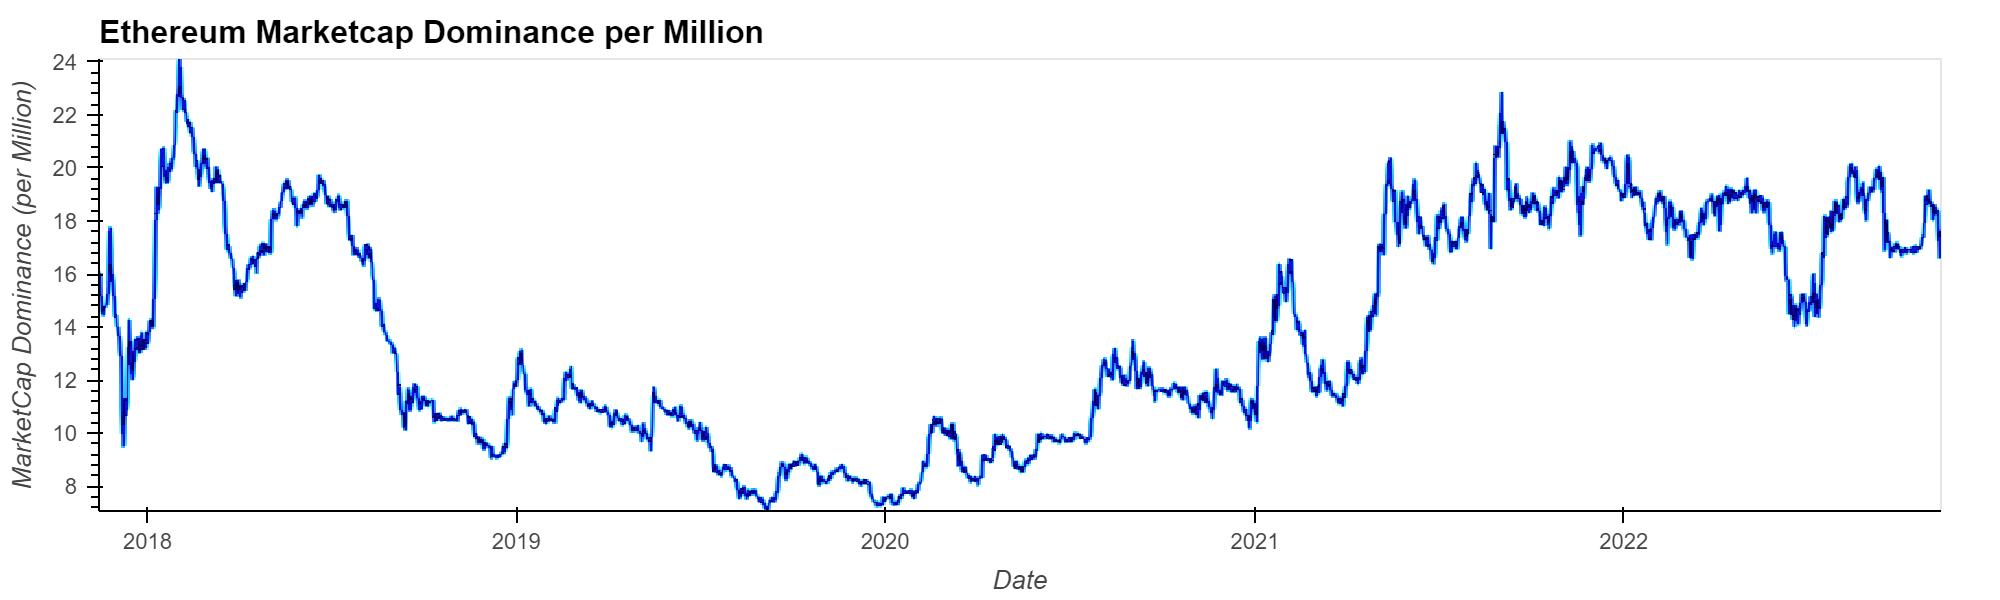 Ethereum Marketcap Dominance per Million
MarketCap Dominance (per Million)
24
22
20
18
16
14
12
10
8
2018 2019 2020 2021 2022
Date